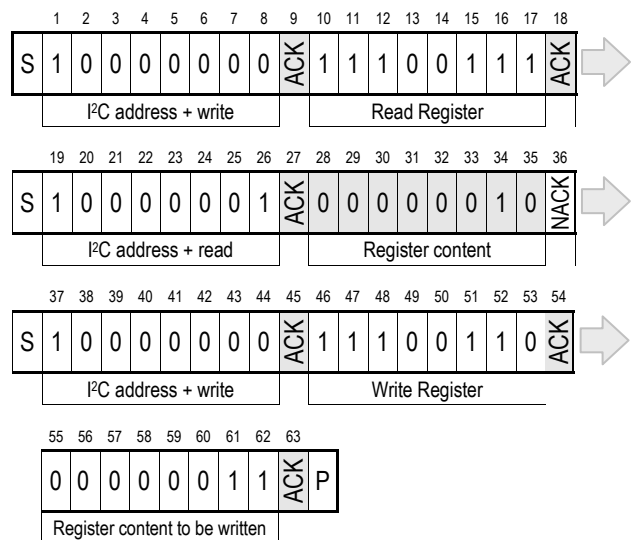 1 2 3 4 5 6 7 8 9 10 11 12 13 14 15 16 17 18
S 1 0 0 0 0 0 0 0 ACK 1 1 1 0 0 1 1 1 ACK
I²C address + write Read Register
19 20 21 22 23 24 25 26 27 28 29 30 31 32 33 34 35 36
S 1 0 0 0 0 0 0 1 ACK 0 0 0 0 0 0 1 0 NACK
I²C address + read Register content
37 38 39 40 41 42 43 44 45 46 47 48 49 50 51 52 53 54
S 1 0 0 0 0 0 0 0 ACK 1 1 1 0 0 1 1 0 ACK
I²C address + write Write Register
55 56 57 58 59 60 61 62 63
0 0 0 0 0 0 1 1 ACK P
Register content to be written